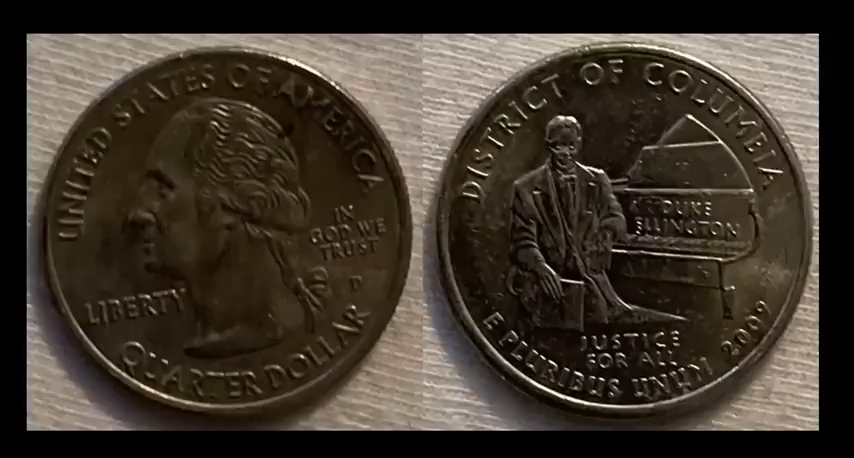 UNITED STATES OF AMERICA
IN
GOD WE
TRUST
D
LIBERTY
QUARTER DOLLAR
DISTRICT OF COLUMBIA
DUKE
ELLINGTON
JUSTICE
FOR ALL
E PLURIBUS UNUM 2009